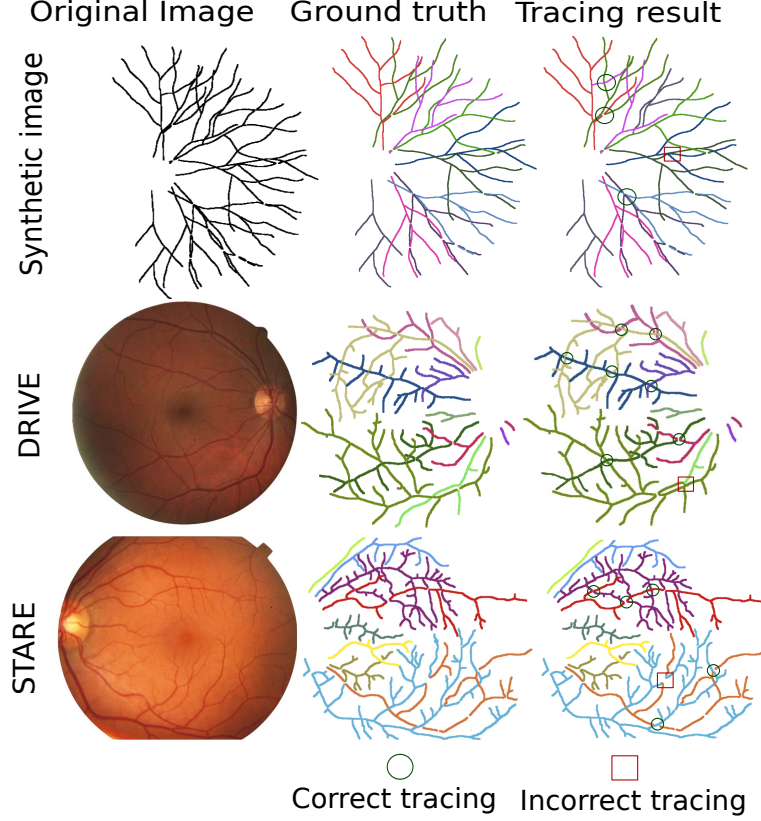 Original Image
Ground truth
Tracing result
Synthetic image
DRIVE
STARE
Correct tracing
Incorrect tracing